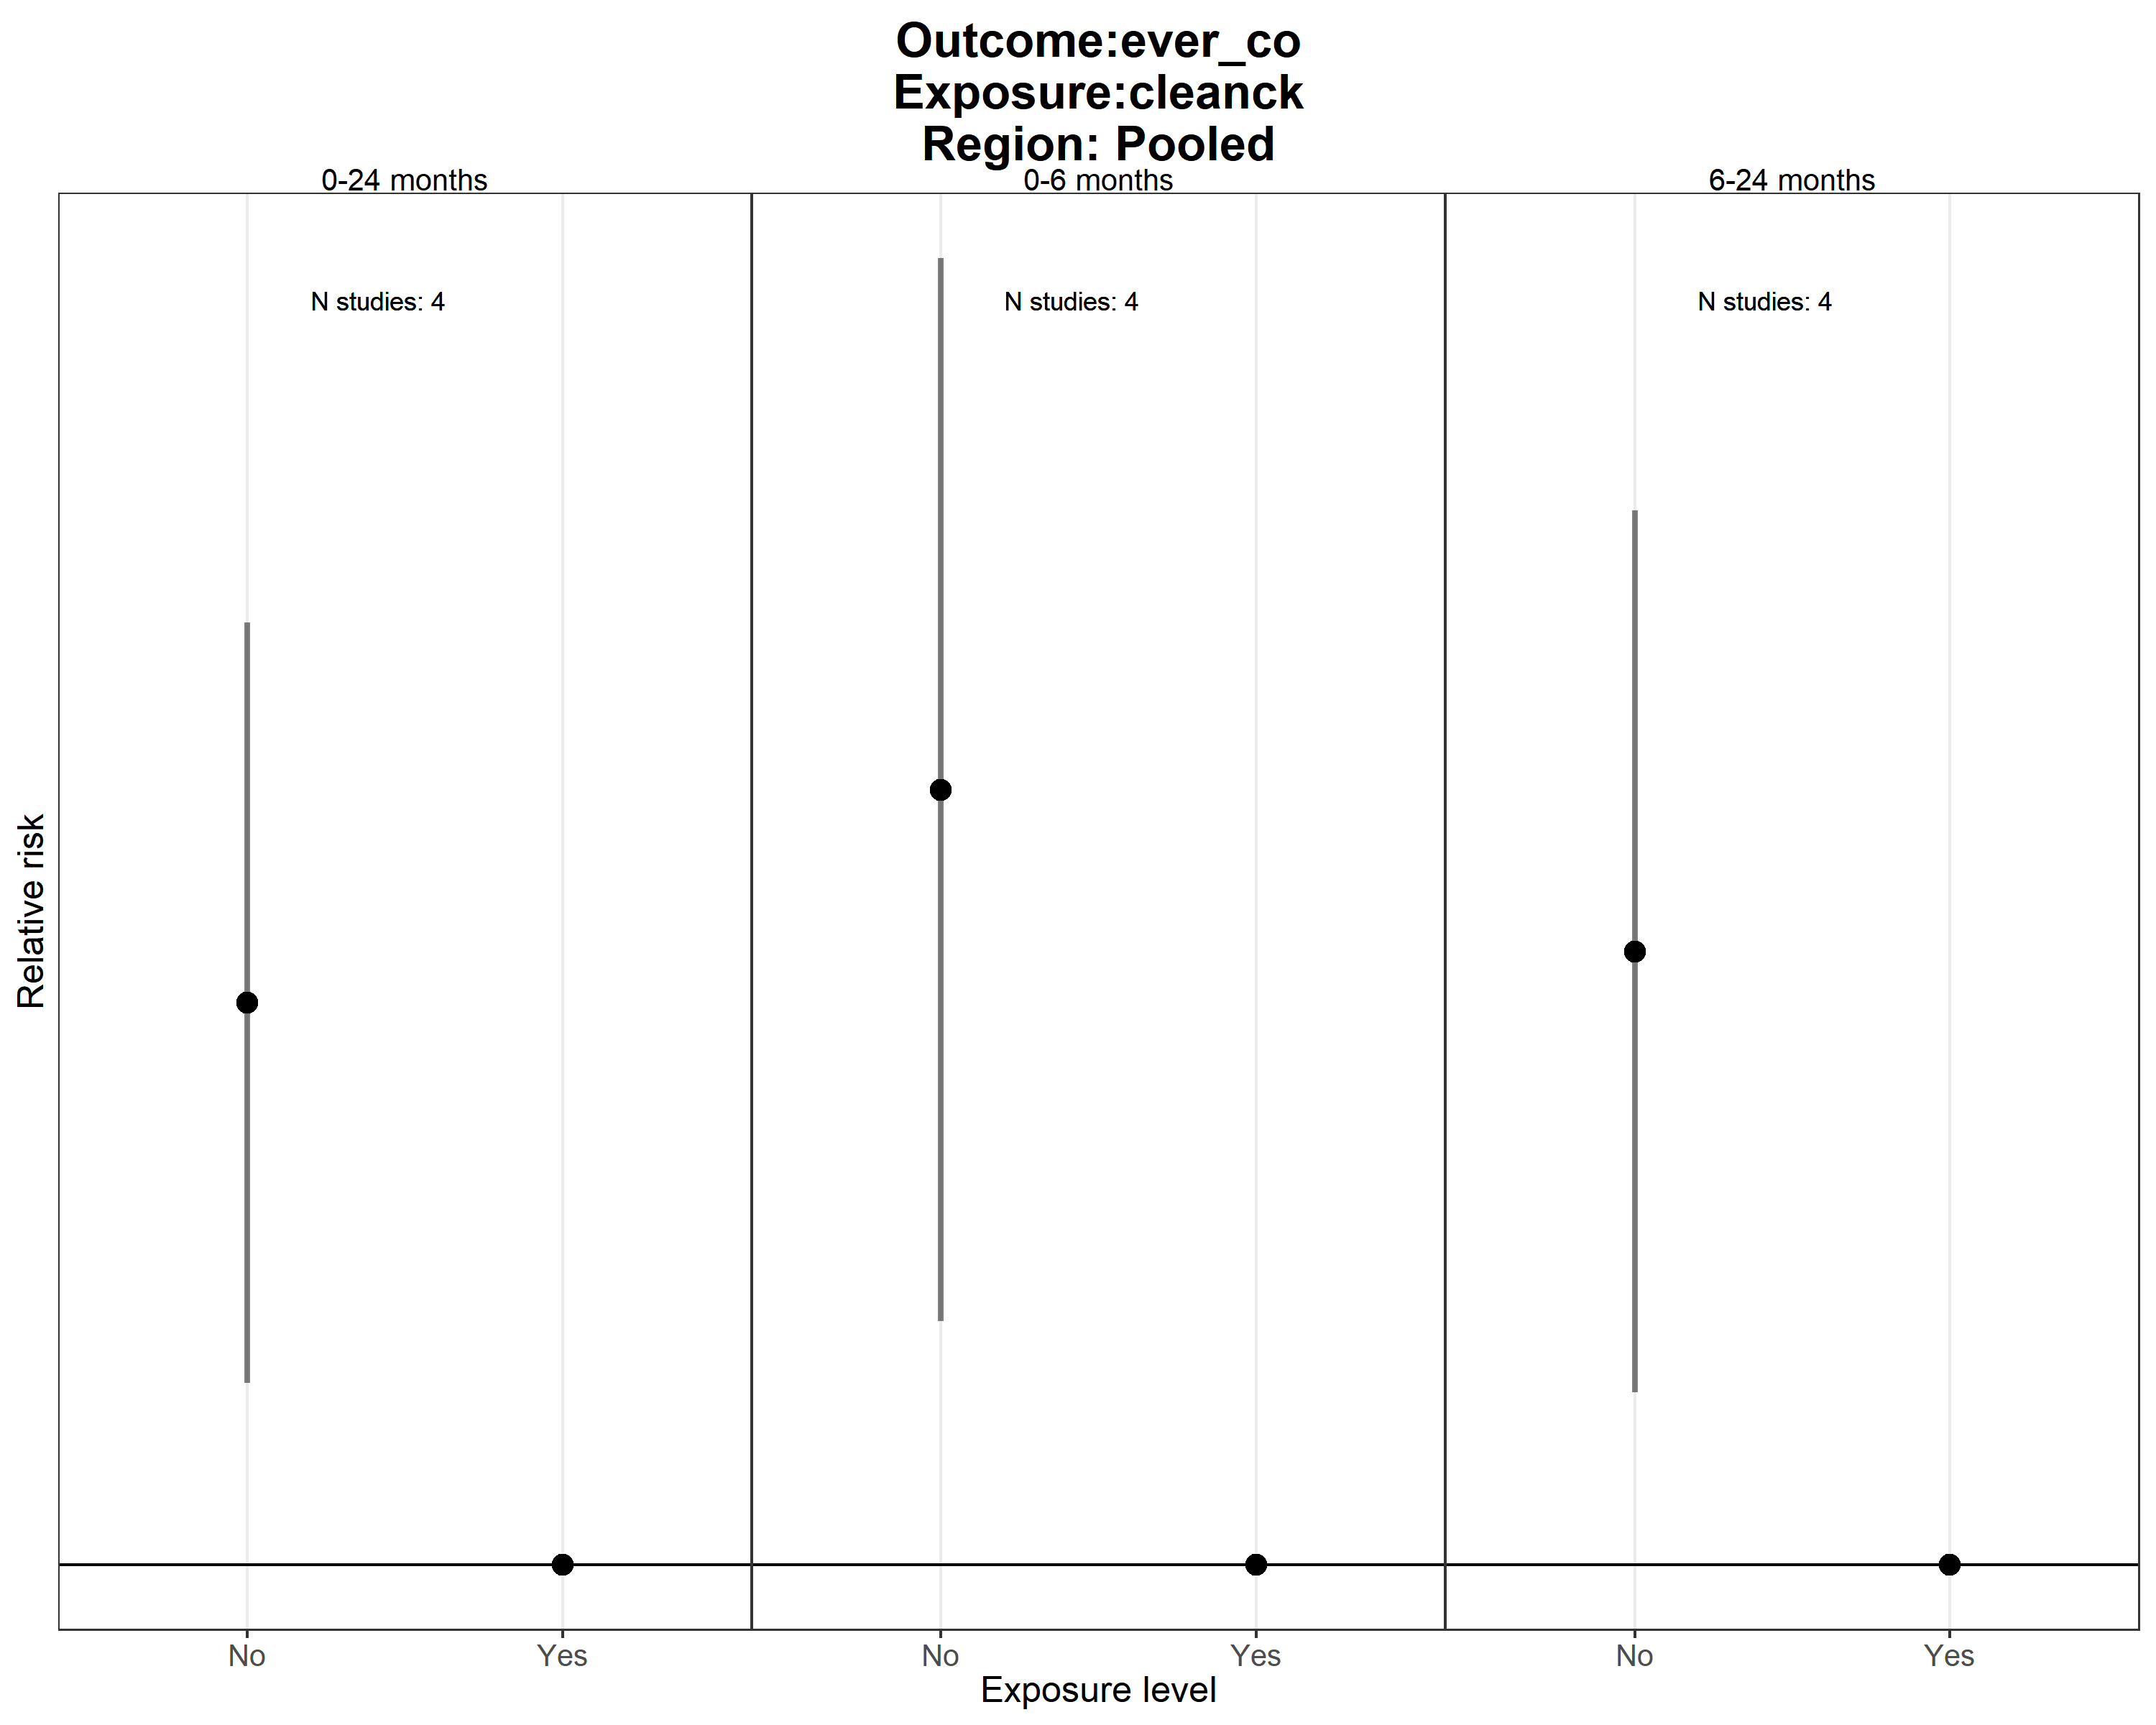 Outcome:ever_co
Exposure:cleanck
Region: Pooled
0-24 months
0-6 months
6-24 months
N studies: 4
N studies: 4
N studies: 4
Relative risk
No
Yes
No
Yes
No
Yes
Exposure level